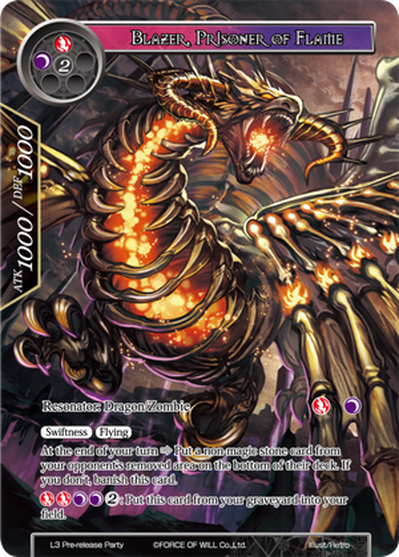 Blazer, Prisoner of Flame
2
ATK 1000 / DEF 1000
Resonator: Dragon/Zombie
Swiftness Flying
At the end of your turn ⇨ Put a non-magic stone card from
your opponent's removed area on the bottom of their deck. If
you don't, banish this card.
2: Put this card from your graveyard into your
field.
L3 Pre-release Party ©FORCE OF WILL Co.,Ltd. Illust/Hetro